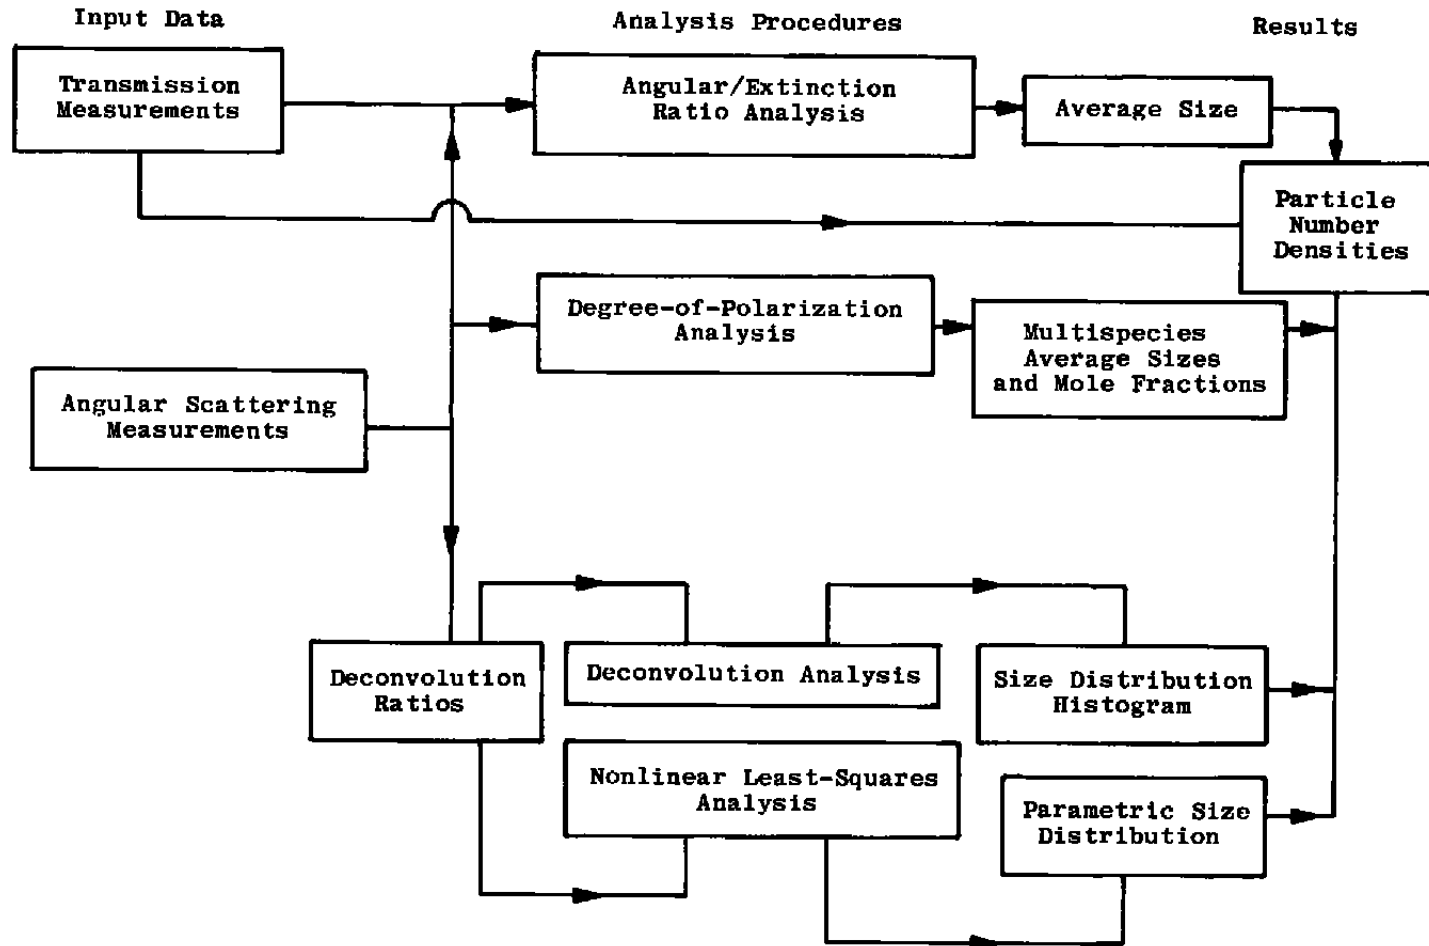 Input Data
Analysis Procedures
Results
Transmission
Measurements
Angular/Extinction
Ratio Analysis
Average Size
Particle
Number
Densities
Degree-of-Polarization
Analysis
Multispecies
Average Sizes
and Mole Fractions
Angular Scattering
Measurements
Deconvolution
Ratios
Deconvolution Analysis
Size Distribution
Histogram
Nonlinear Least-Squares
Analysis
Parametric Size
Distribution